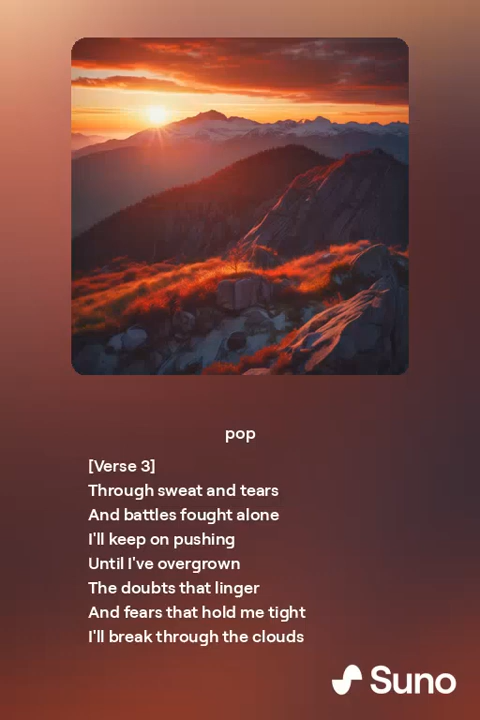 pop
[Verse 3]
Through sweat and tears
And battles fought alone
I'll keep on pushing
Until I've overgrown
The doubts that linger
And fears that hold me tight
I'll break through the clouds
Suno